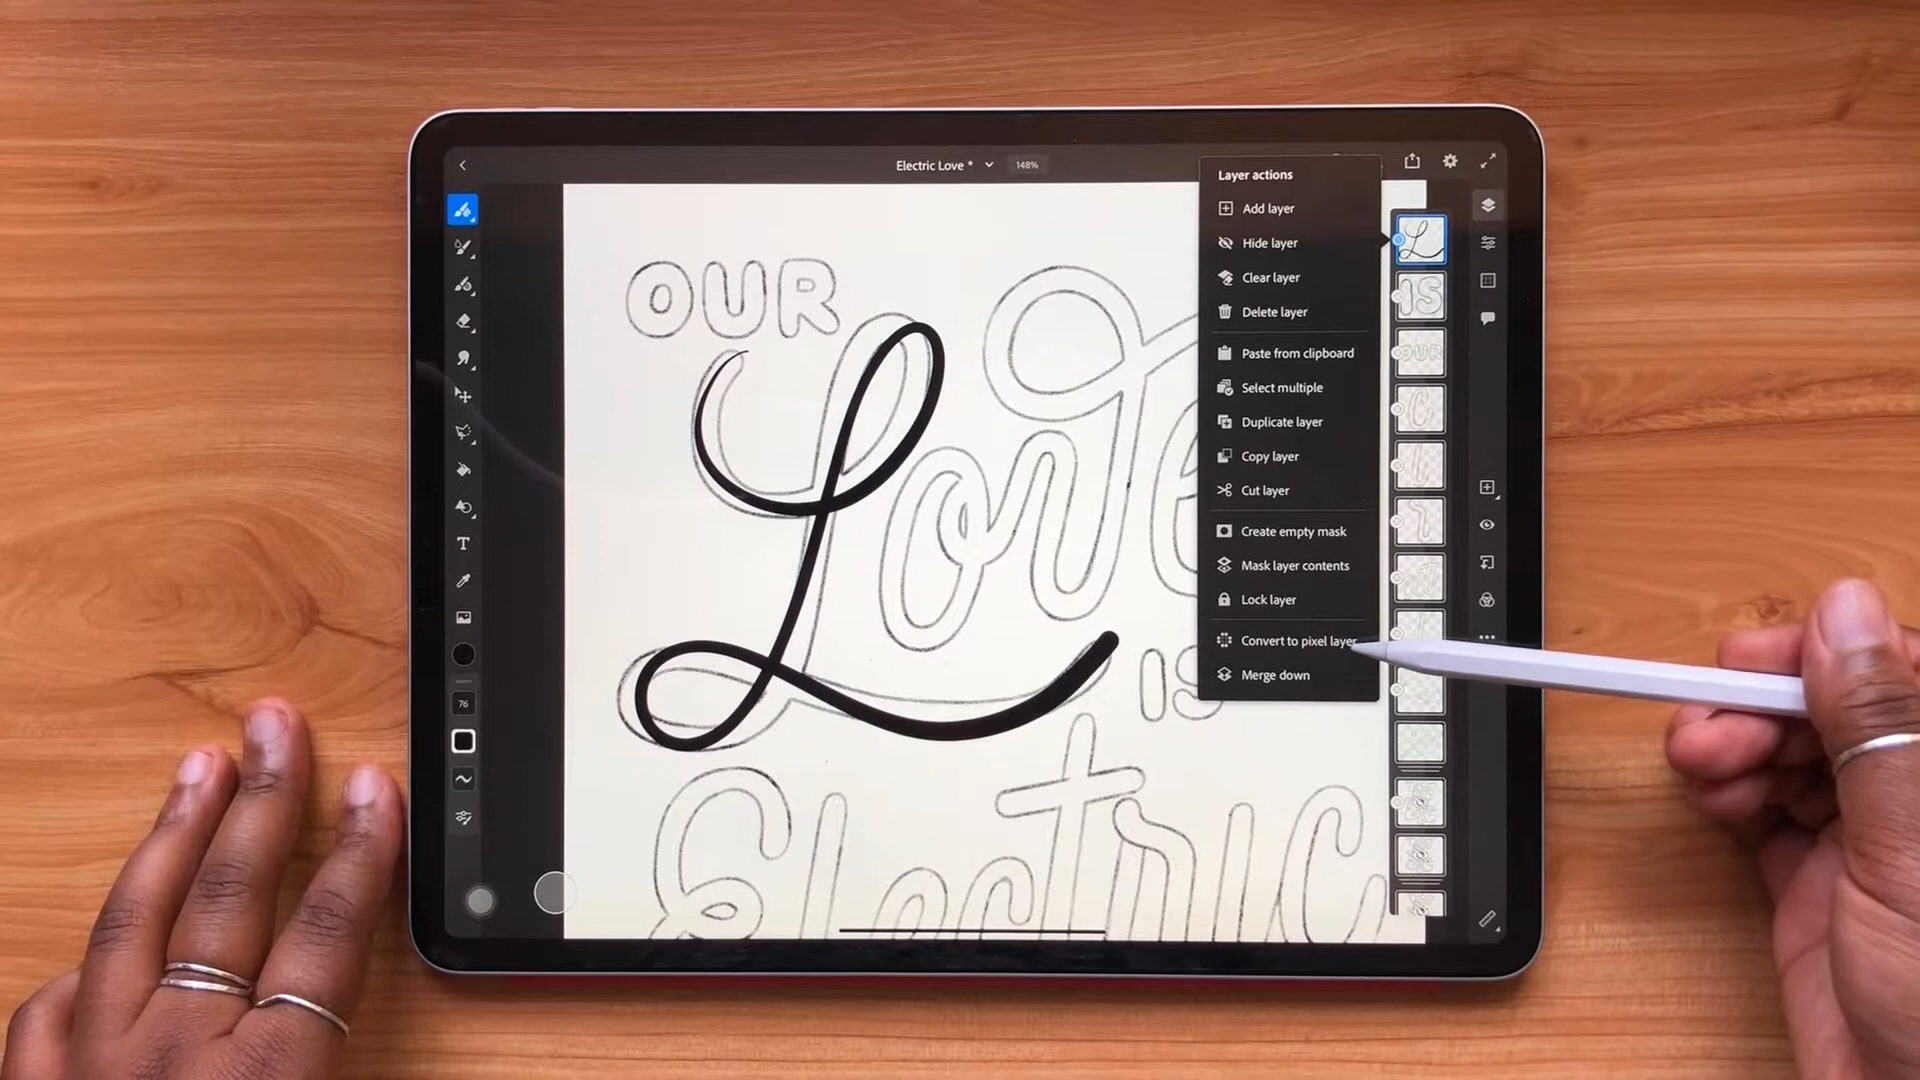 Electric Love *
148%
Layer actions
Add layer
Hide layer
Clear layer
Delete layer
Paste from clipboard
Select multiple
Duplicate layer
Copy layer
Cut layer
Create empty mask
Mask layer contents
Lock layer
Convert to pixel layer
Merge down
OUR
Love
IS
Electric
T
76
L
IS
OUR